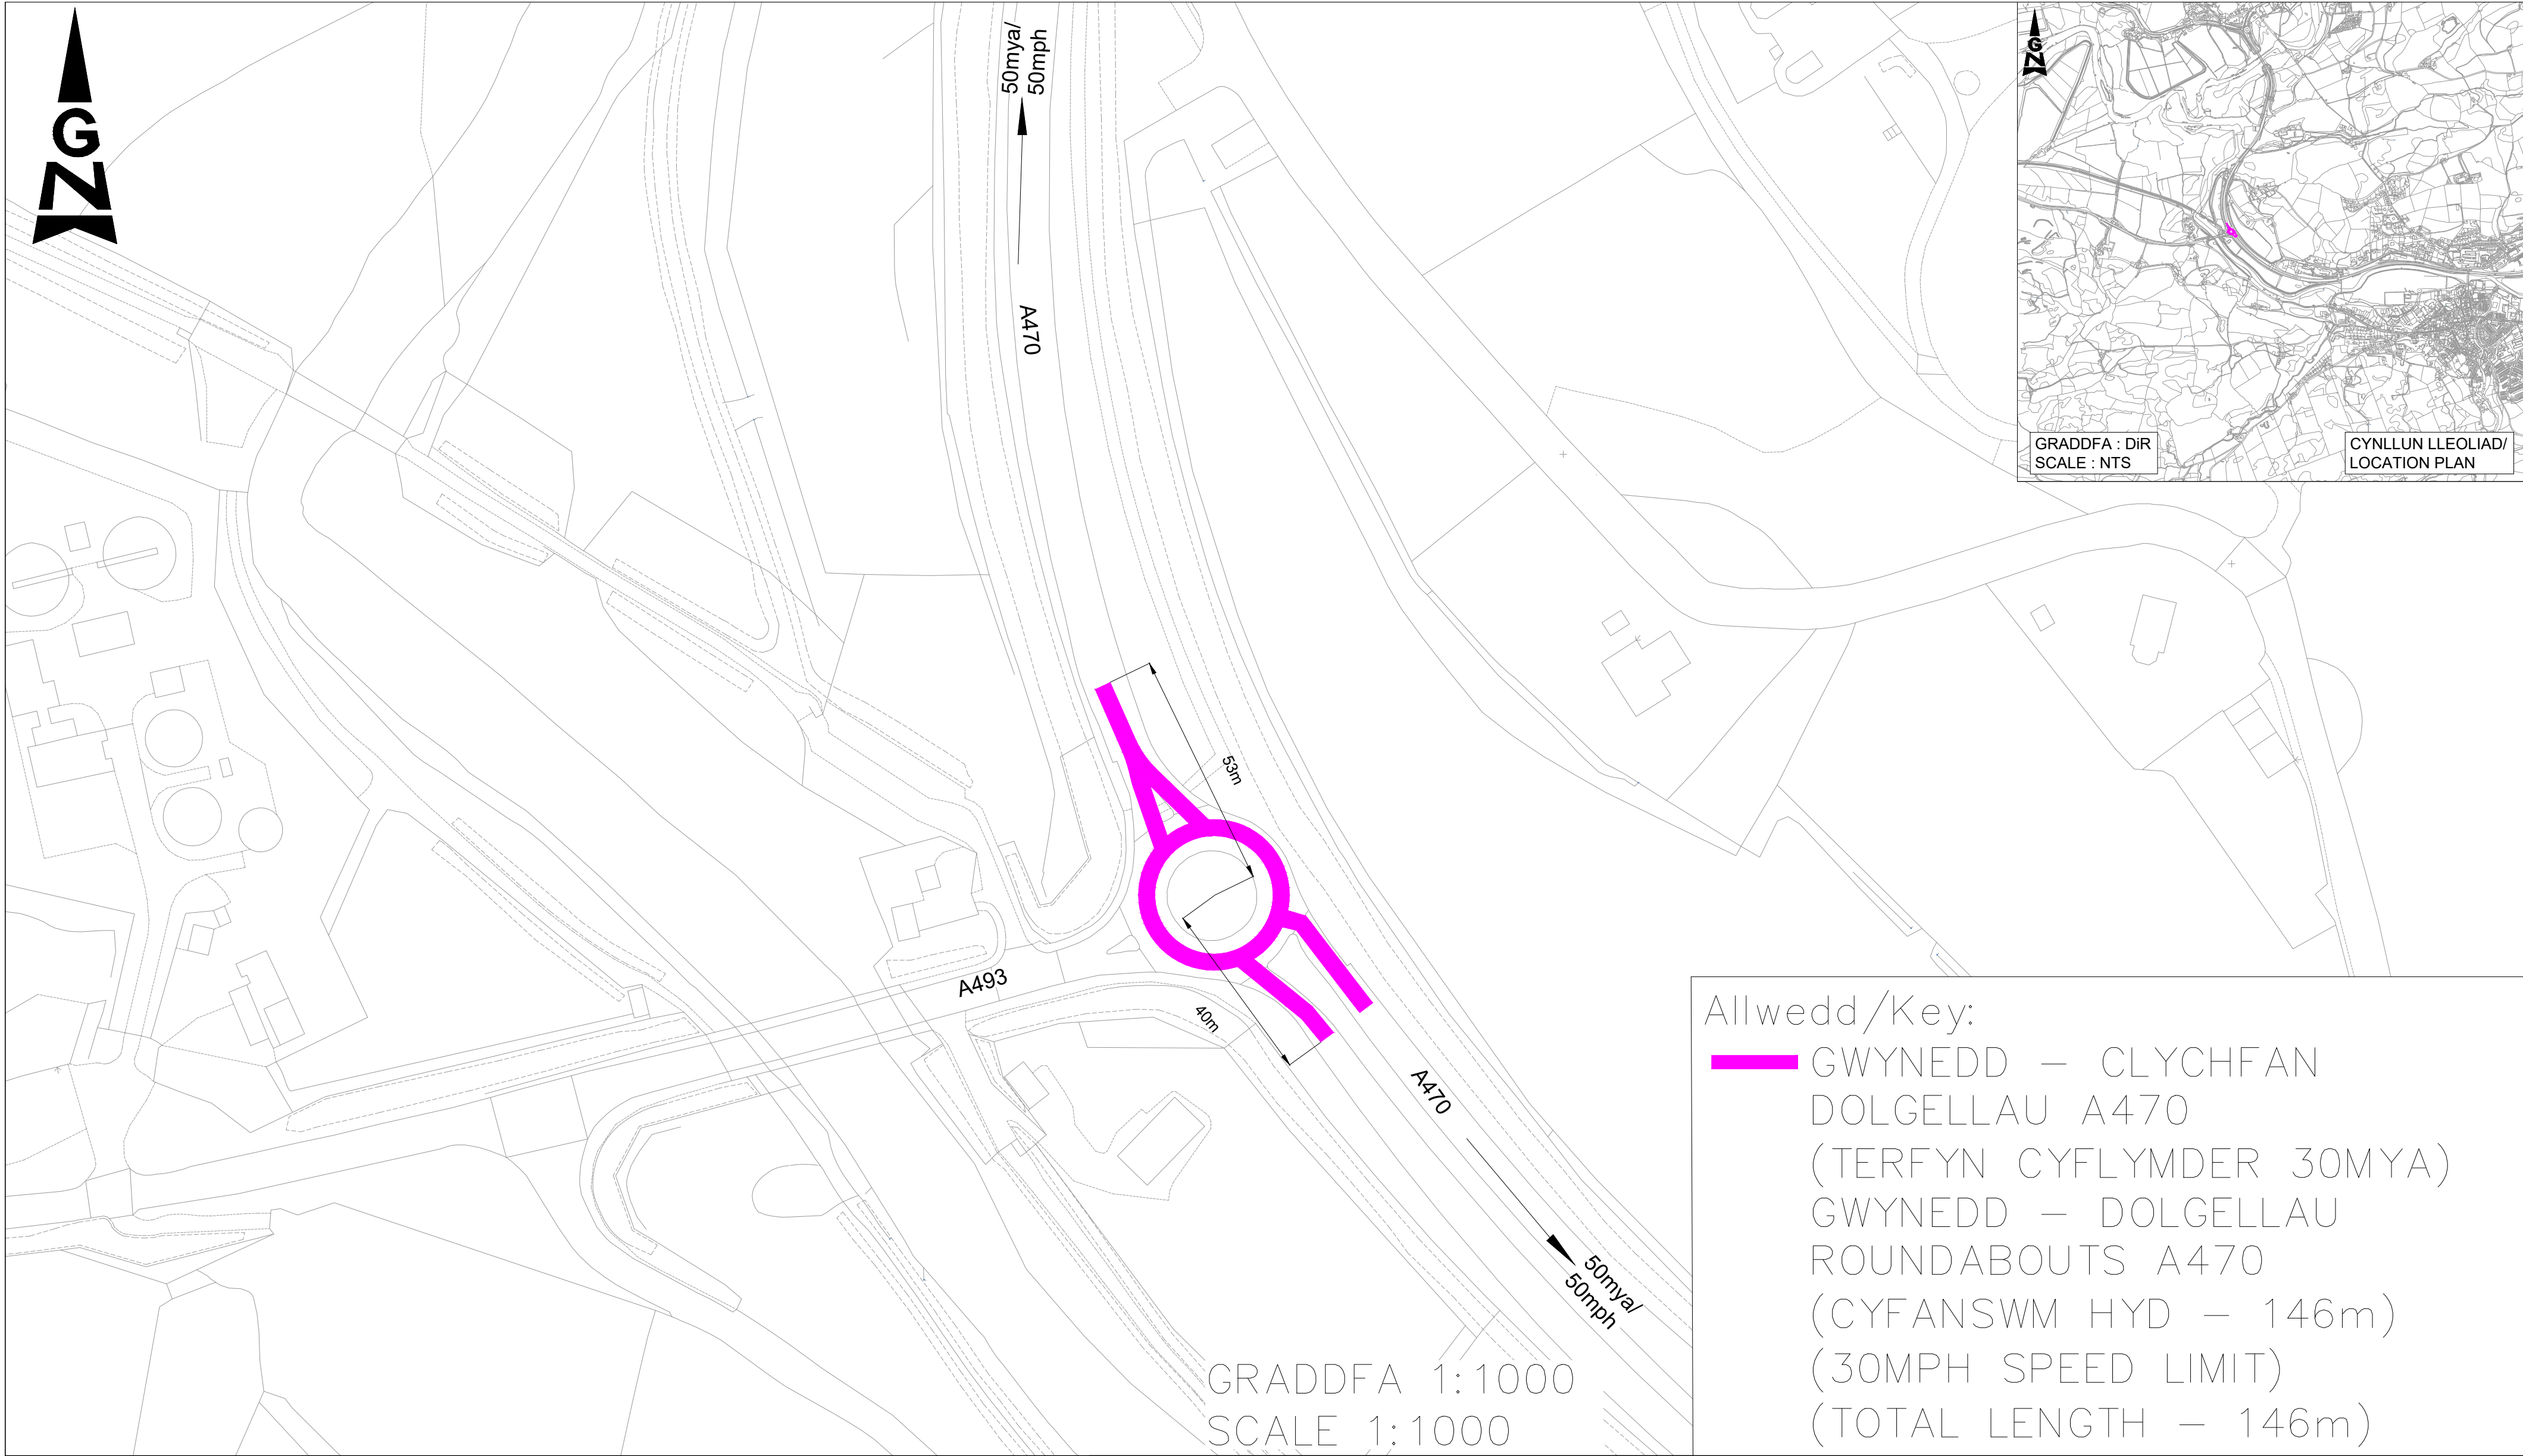 G
N
50mya/
50mph
A470
G
N
GRADDFA : DiR
SCALE : NTS
CYNLLUN LLEOLIAD/
LOCATION PLAN
53m
A493
40m
A470
50mya/
50mph
GRADDFA 1:1000
SCALE 1:1000
Allwedd/Key:
GWYNEDD – CLYCHFAN
DOLGELLAU A470
(TERFYN CYFLYMDER 30MYA)
GWYNEDD – DOLGELLAU
ROUNDABOUTS A470
(CYFANSWM HYD – 146m)
(30MPH SPEED LIMIT)
(TOTAL LENGTH – 146m)